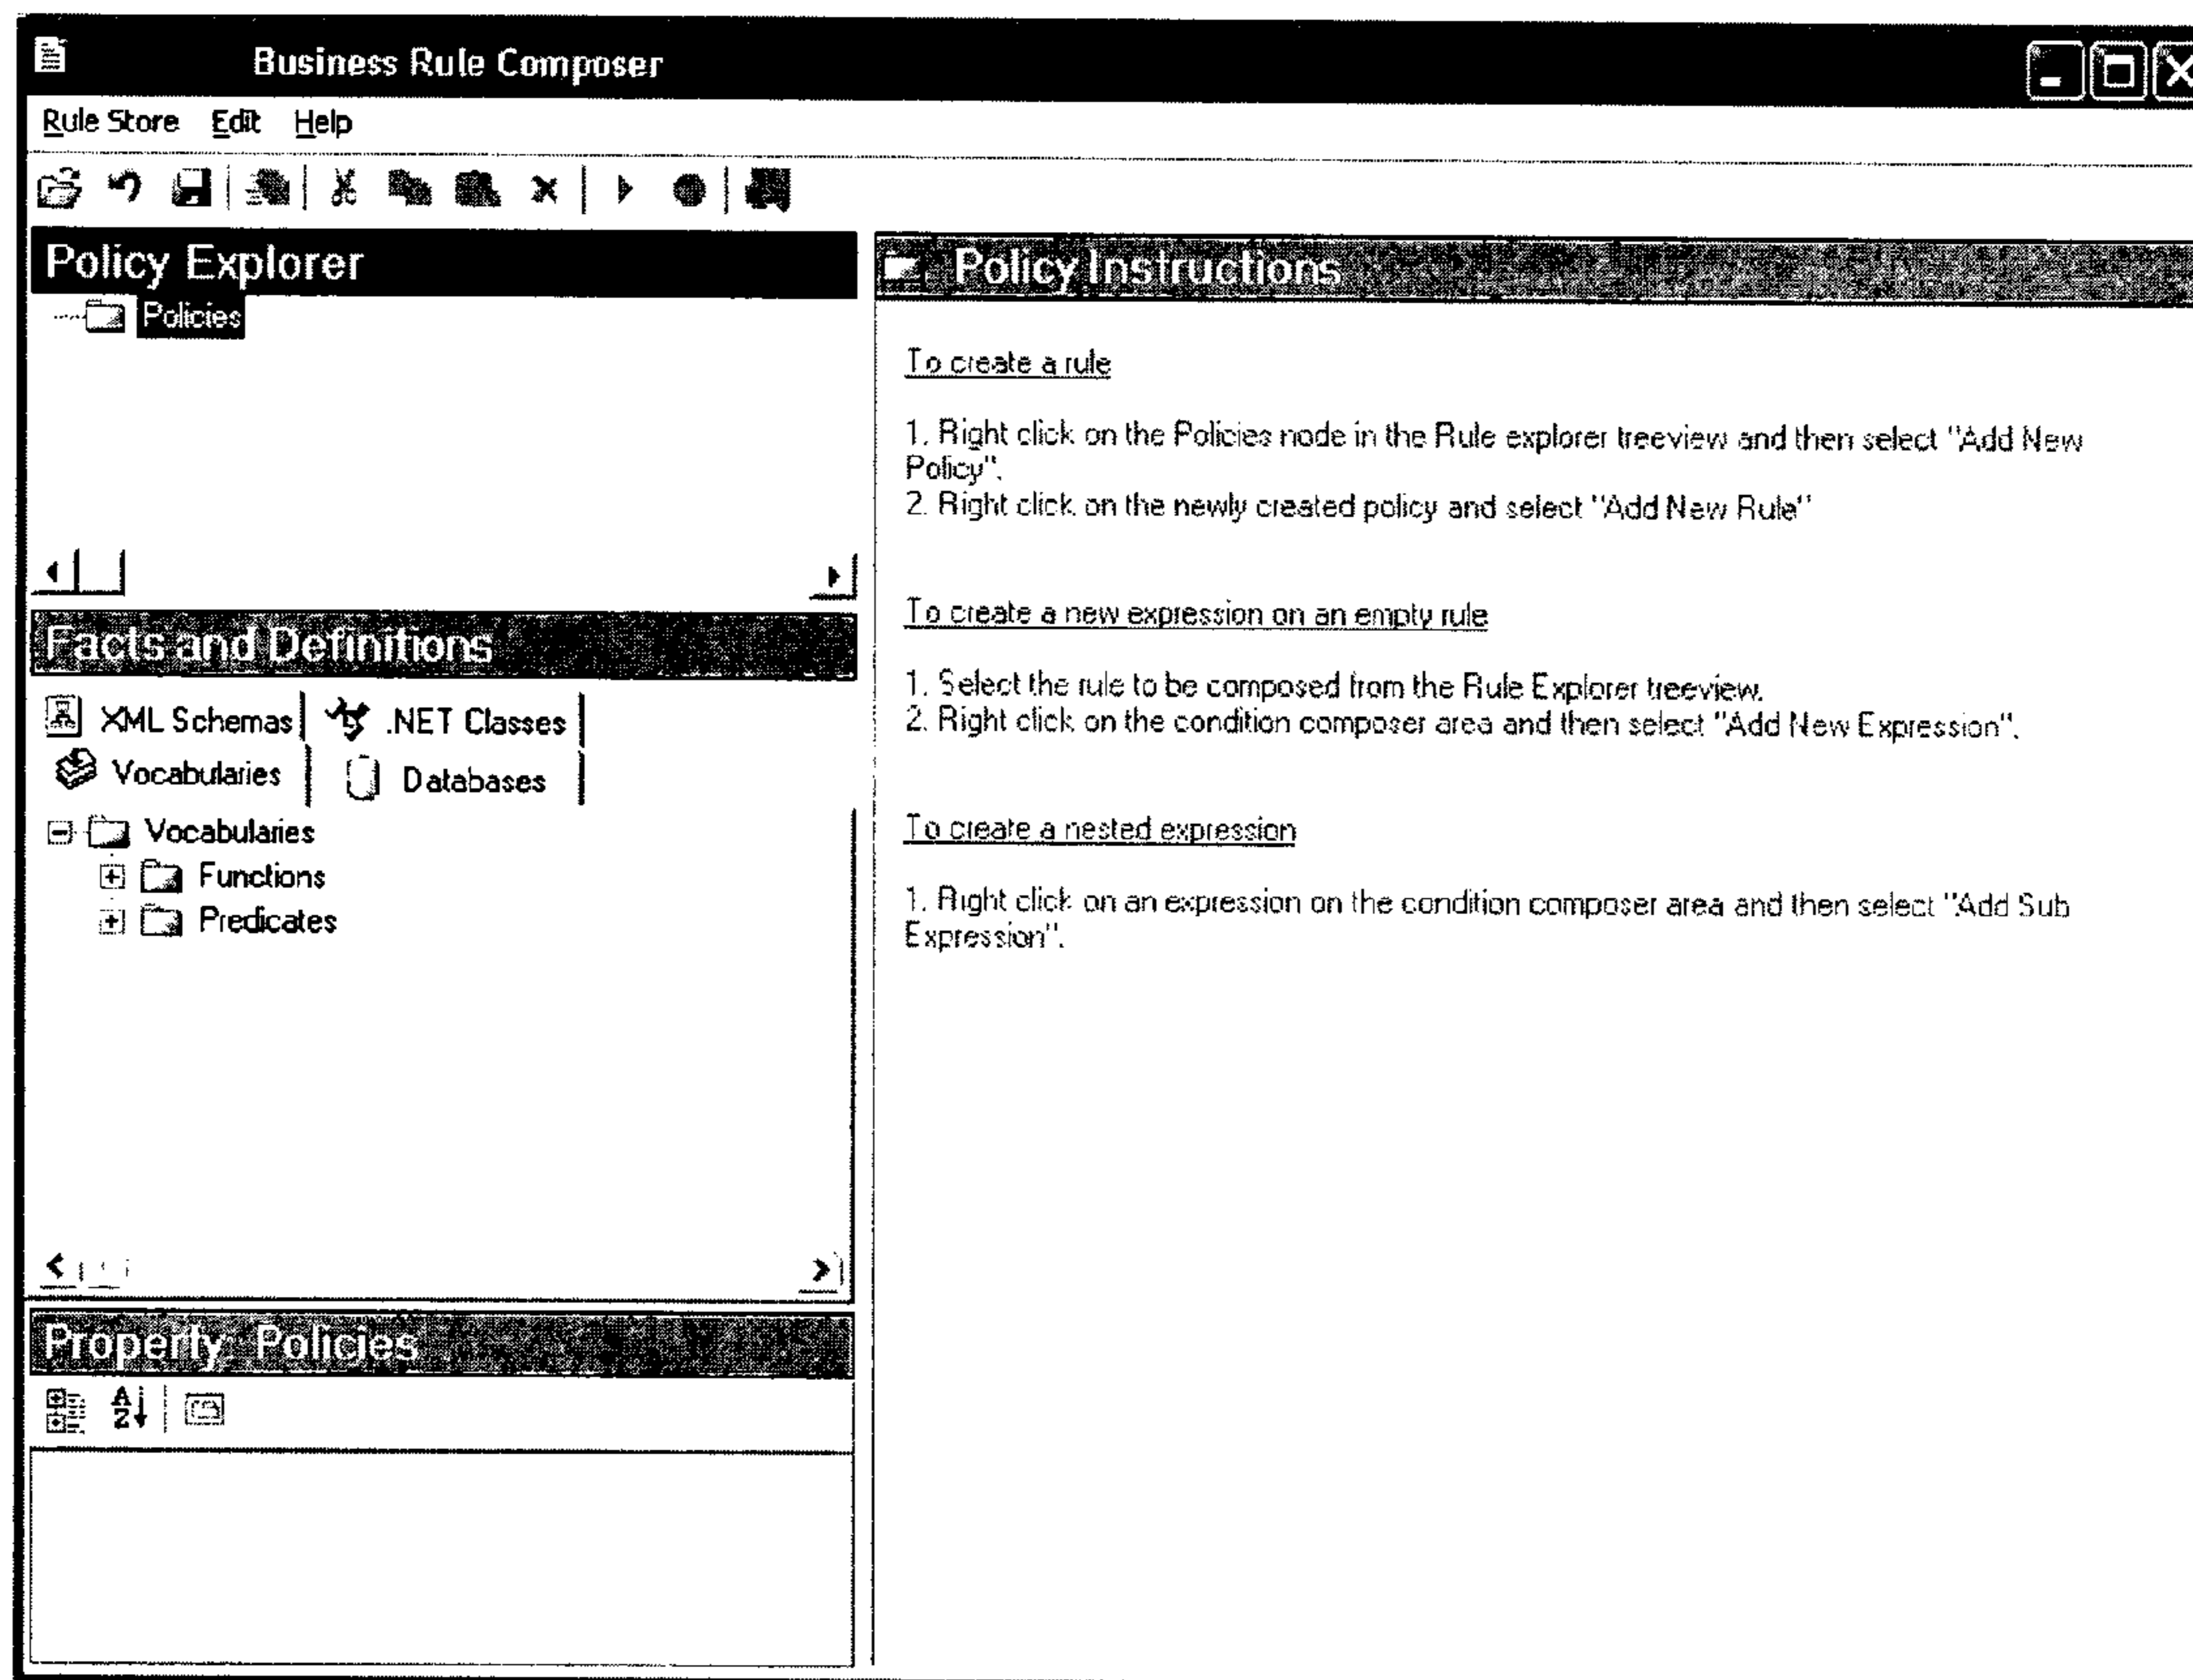 Business Rule Composer
Rule Store Edit Help
Policy Explorer
Policies
Facts and Definitions
XML Schemas .NET Classes
Vocabularies Databases
Vocabularies
Functions
Predicates
Property: Policies
Policy Instructions
To create a rule
1. Right click on the Policies node in the Rule explorer treeview and then select "Add New
Policy".
2. Right click on the newly created policy and select "Add New Rule"
To create a new expression on an empty rule
1. Select the rule to be composed from the Rule Explorer treeview.
2. Right click on the condition composer area and then select "Add New Expression".
To create a nested expression
1. Right click on an expression on the condition composer area and then select "Add Sub
Expression".